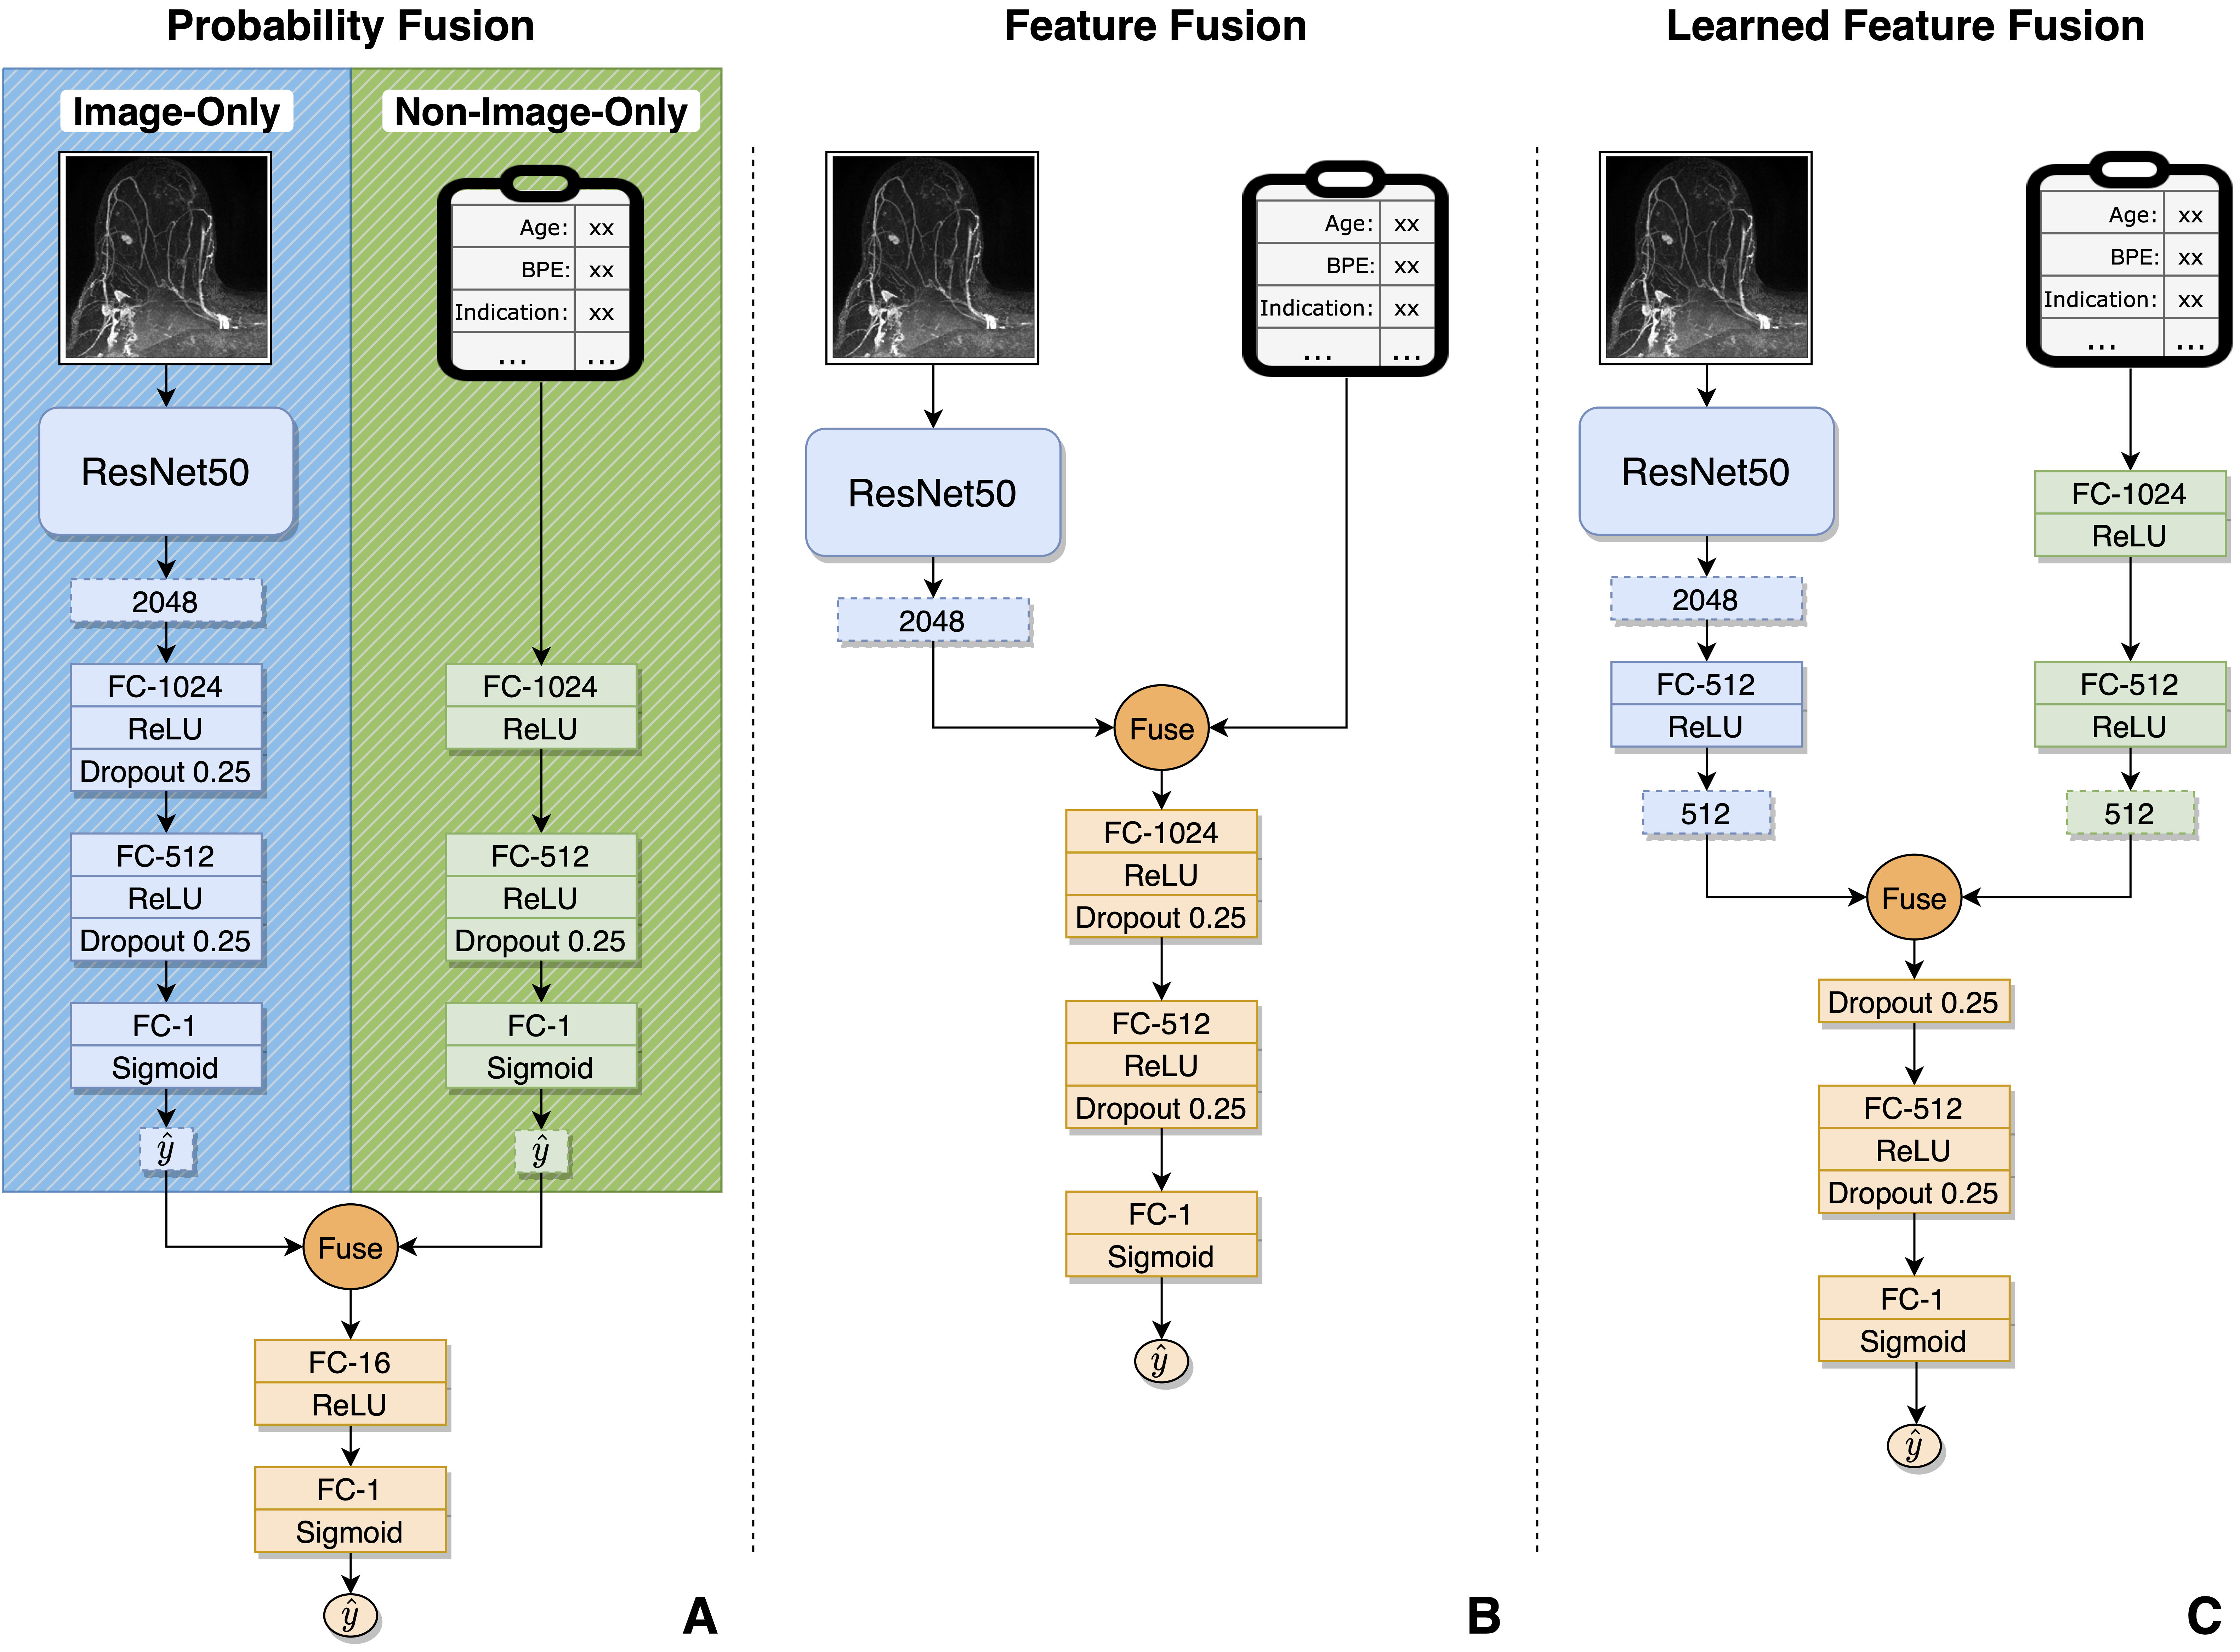 Probability Fusion
Image-Only
Non-Image-Only
Age: xx
BPE: xx
Indication: xx
... ...
ResNet50
2048
FC-1024
ReLU
Dropout 0.25
FC-512
ReLU
Dropout 0.25
FC-1
Sigmoid
ŷ
FC-1024
ReLU
FC-512
ReLU
Dropout 0.25
FC-1
Sigmoid
ŷ
Fuse
FC-16
ReLU
FC-1
Sigmoid
ŷ
A
Feature Fusion
Age: xx
BPE: xx
Indication: xx
... ...
ResNet50
2048
Fuse
FC-1024
ReLU
Dropout 0.25
FC-512
ReLU
Dropout 0.25
FC-1
Sigmoid
ŷ
B
Learned Feature Fusion
Age: xx
BPE: xx
Indication: xx
... ...
ResNet50
2048
FC-512
ReLU
512
FC-1024
ReLU
FC-512
ReLU
512
Fuse
Dropout 0.25
FC-512
ReLU
Dropout 0.25
FC-1
Sigmoid
ŷ
C